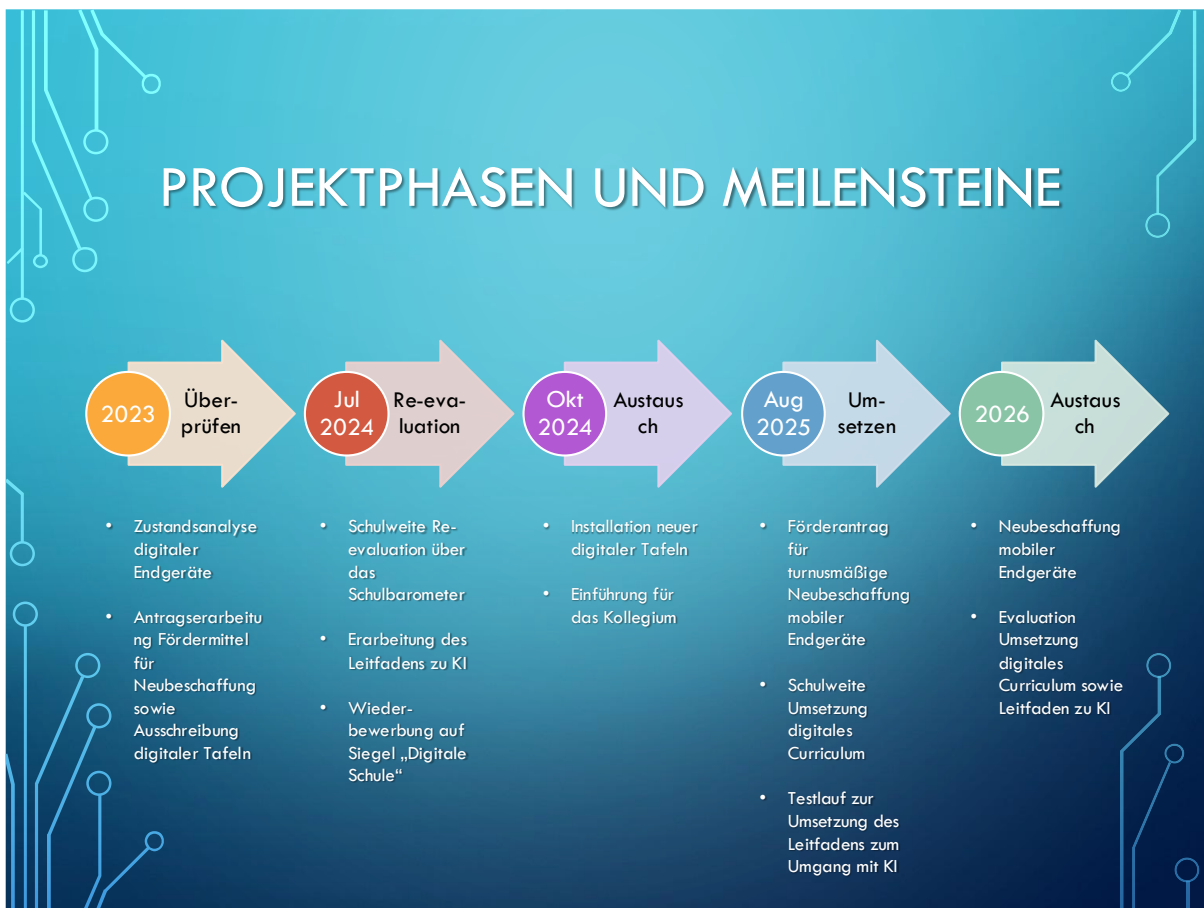 PROJEKTPHASEN UND MEILENSTEINE
2023
Über-
prüfen
Jul
2024
Re-eva-
luation
Okt
2024
Austaus
ch
Aug
2025
Um-
setzen
2026
Austaus
ch
• Zustandsanalyse
digitaler
Endgeräte
• Antragserarbeitu
ng Fördermittel
für
Neubeschaffung
sowie
Ausschreibung
digitaler Tafeln
• Schulweite Re-
evaluation über
das
Schulbarometer
• Erarbeitung des
Leitfadens zu KI
• Wieder-
bewerbung auf
Siegel „Digitale
Schule“
• Installation neuer
digitaler Tafeln
• Einführung für
das Kollegium
• Förderantrag
für
turnusmäßige
Neubeschaffung
mobiler
Endgeräte
• Schulweite
Umsetzung
digitales
Curriculum
• Testlauf zur
Umsetzung des
Leitfadens zum
Umgang mit KI
• Neubeschaffung
mobiler
Endgeräte
• Evaluation
Umsetzung
digitales
Curriculum sowie
Leitfaden zu KI